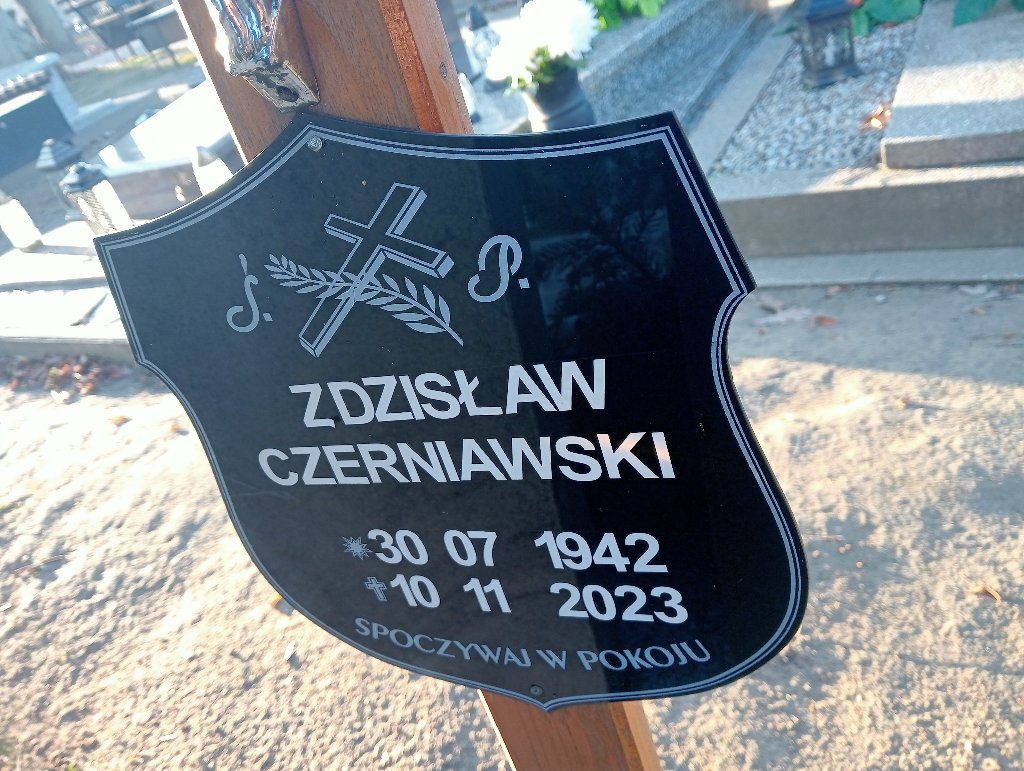 Ś. P.
ZDZISŁAW
CZERNIAWSKI
30 07 1942
10 11 2023
SPOCZYWAJ W POKOJU